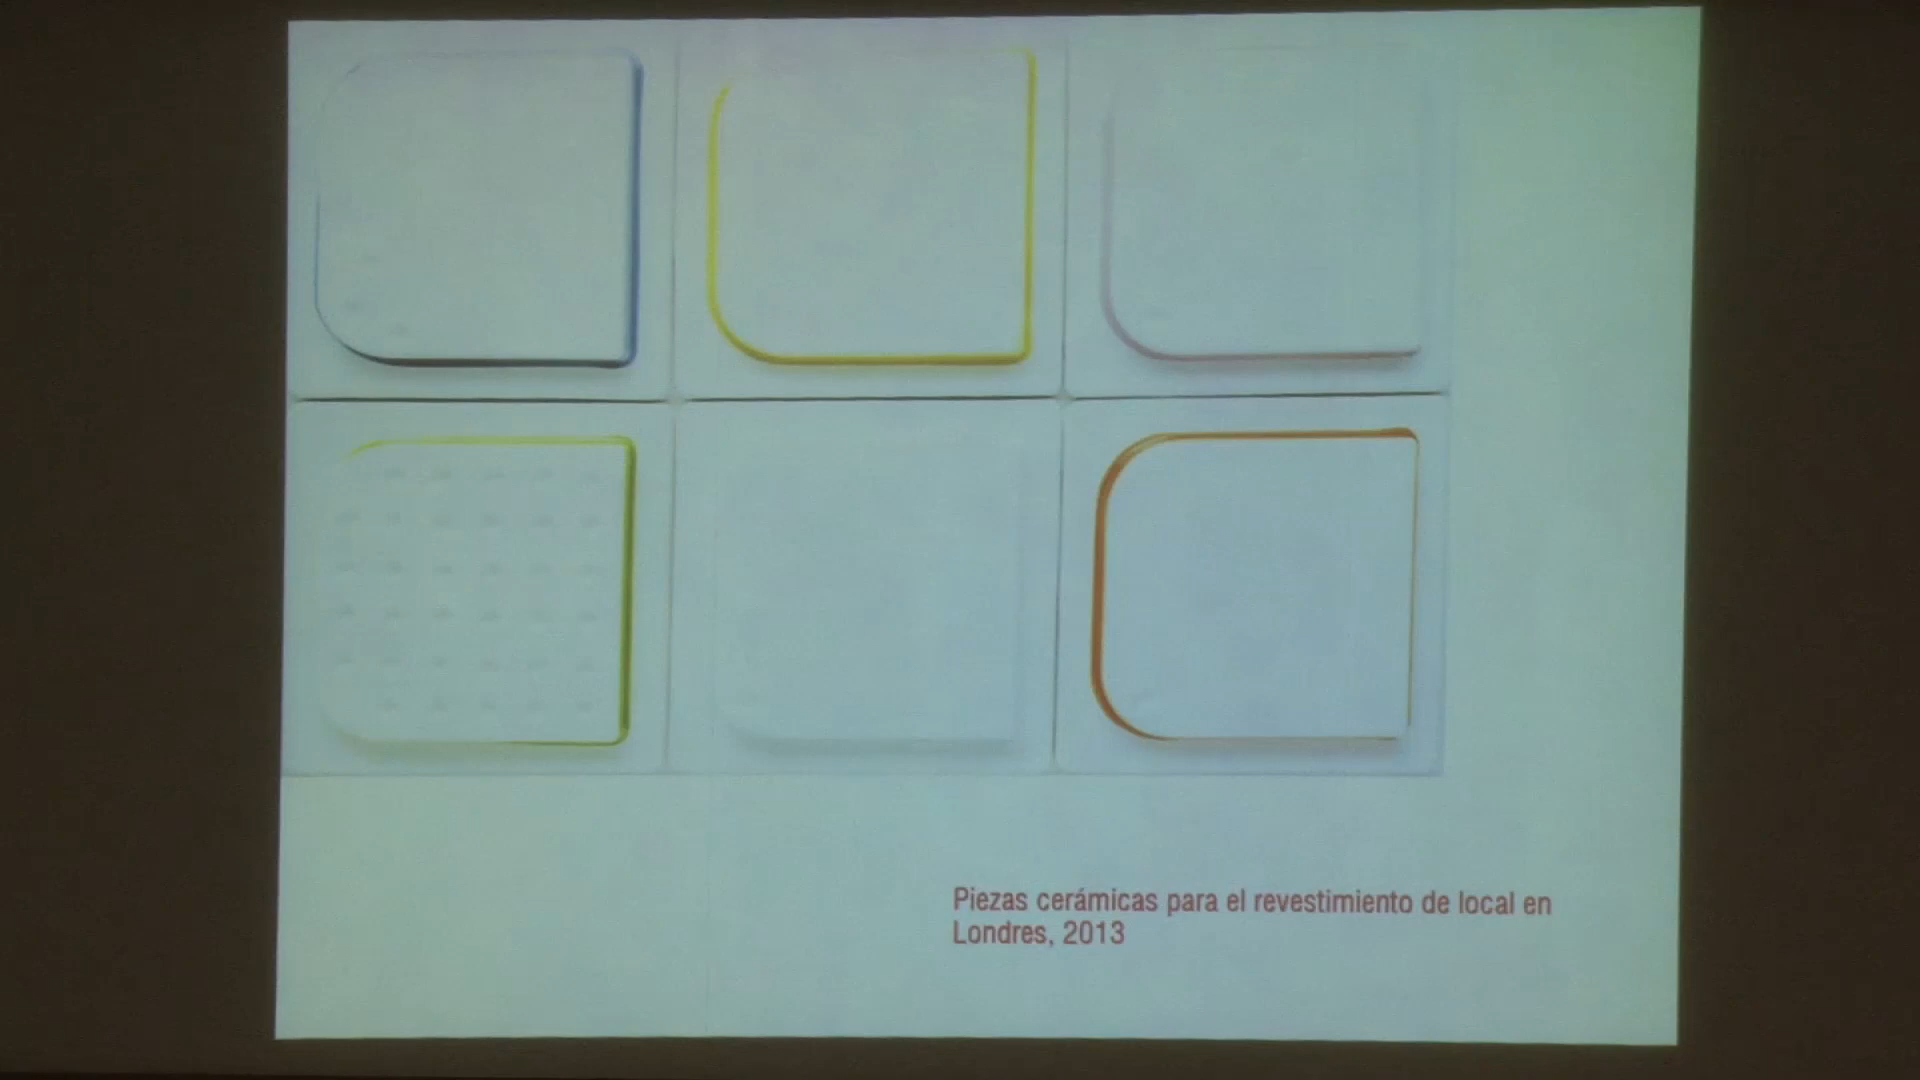 Piezas cerámicas para el revestimiento de local en
Londres, 2013